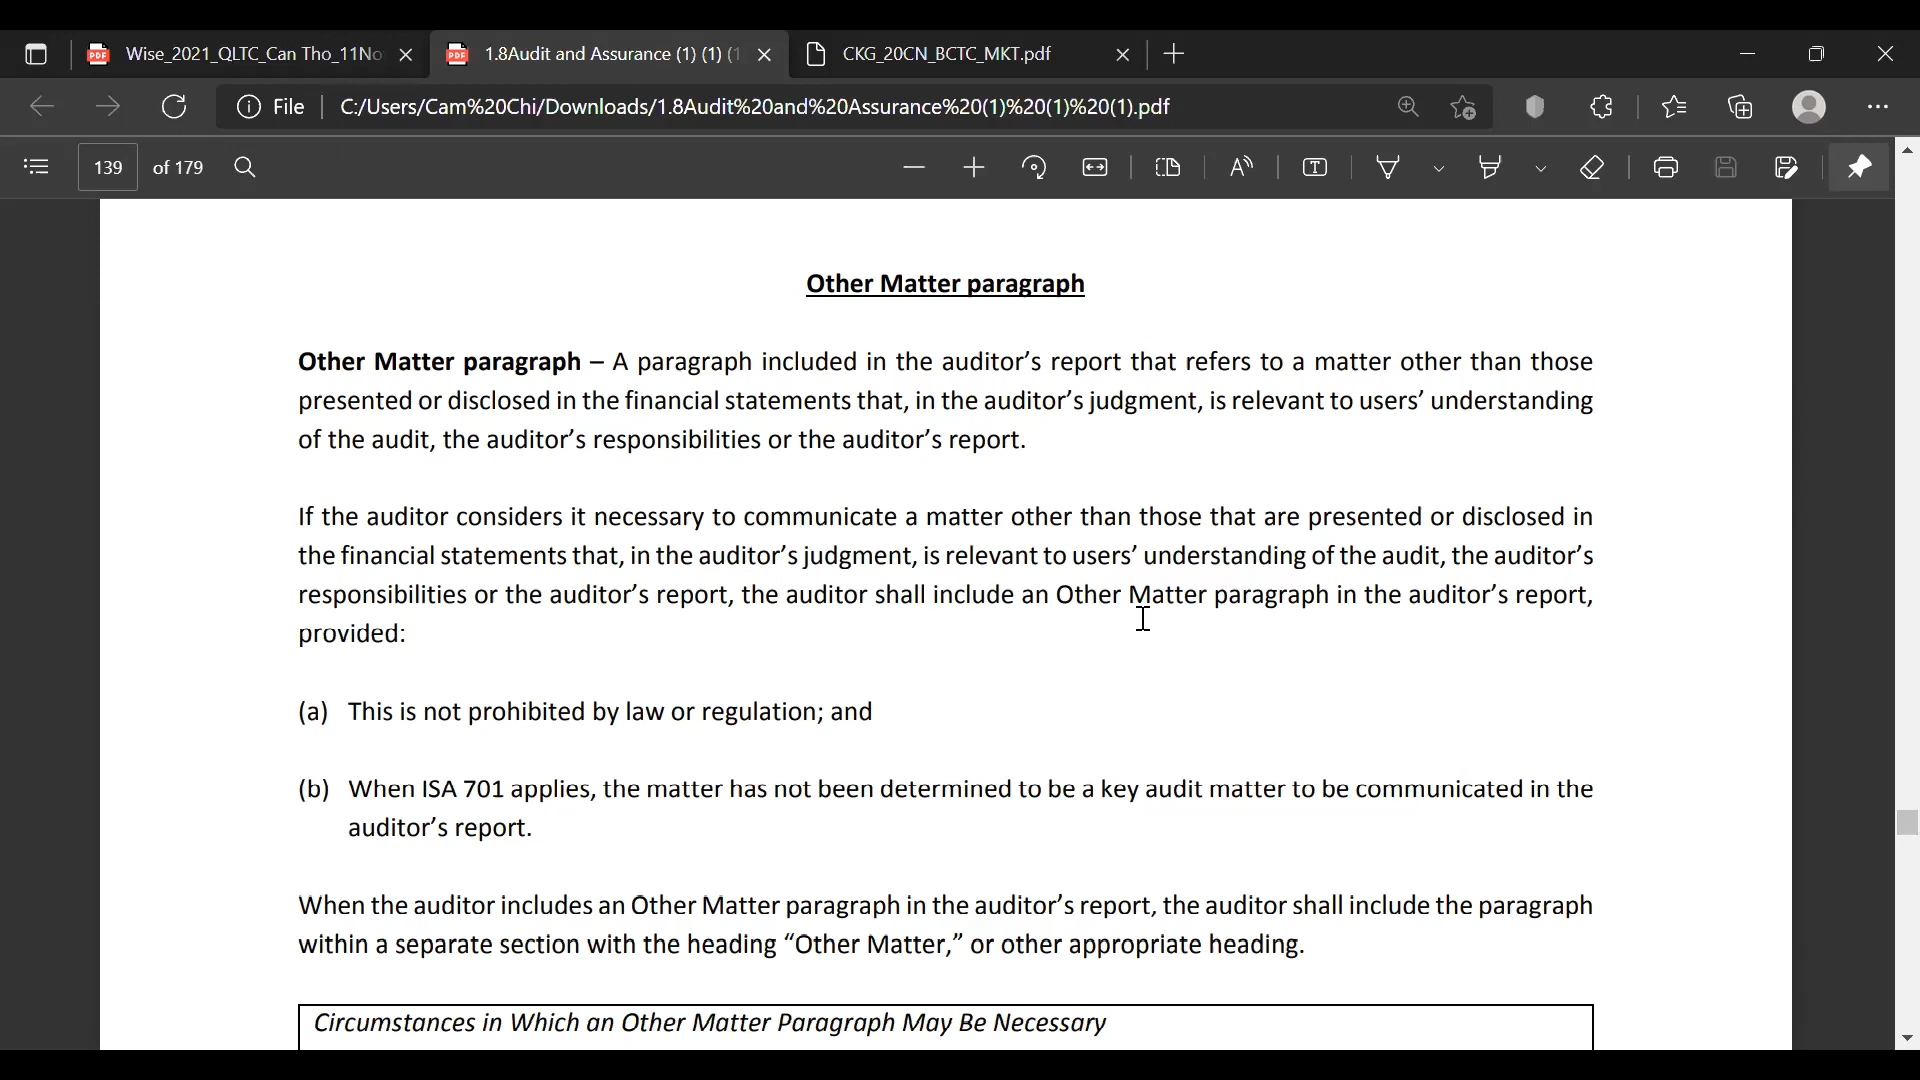 Wise_2021_QLTC_Can Tho_11No
1.8Audit and Assurance (1) (1) (1
CKG_20CN_BCTC_MKT.pdf
File
C:/Users/Cam%20Chi/Downloads/1.8Audit%20and%20Assurance%20(1)%20(1)%20(1).pdf
139 of 179
Other Matter paragraph
Other Matter paragraph – A paragraph included in the auditor’s report that refers to a matter other than those
presented or disclosed in the financial statements that, in the auditor’s judgment, is relevant to users’ understanding
of the audit, the auditor’s responsibilities or the auditor’s report.
If the auditor considers it necessary to communicate a matter other than those that are presented or disclosed in
the financial statements that, in the auditor’s judgment, is relevant to users’ understanding of the audit, the auditor’s
responsibilities or the auditor’s report, the auditor shall include an Other Matter paragraph in the auditor’s report,
provided:
(a) This is not prohibited by law or regulation; and
(b) When ISA 701 applies, the matter has not been determined to be a key audit matter to be communicated in the
auditor’s report.
When the auditor includes an Other Matter paragraph in the auditor’s report, the auditor shall include the paragraph
within a separate section with the heading “Other Matter,” or other appropriate heading.
Circumstances in Which an Other Matter Paragraph May Be Necessary